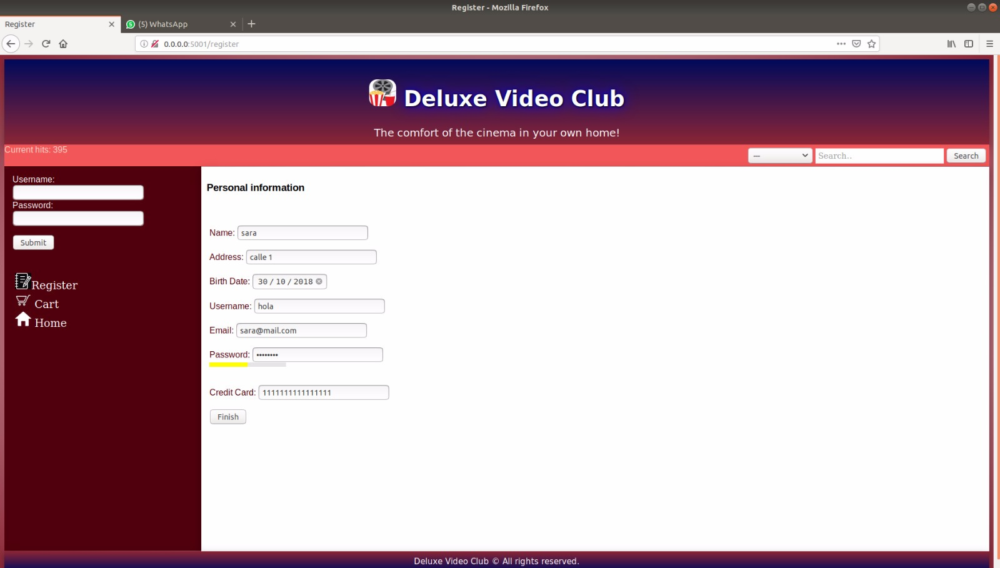 Register - Mozilla Firefox
Register
(5) WhatsApp
0.0.0.0:5001/register
Deluxe Video Club
The comfort of the cinema in your own home!
Current hits: 395
--- Search.. Search
Username:
Password:
Submit
Register
Cart
Home
Personal information
Name: sara
Address: calle 1
Birth Date: 30 / 10 / 2018
Username: hola
Email: sara@mail.com
Password: ••••••••
Credit Card: 1111111111111111
Finish
Deluxe Video Club © All rights reserved.